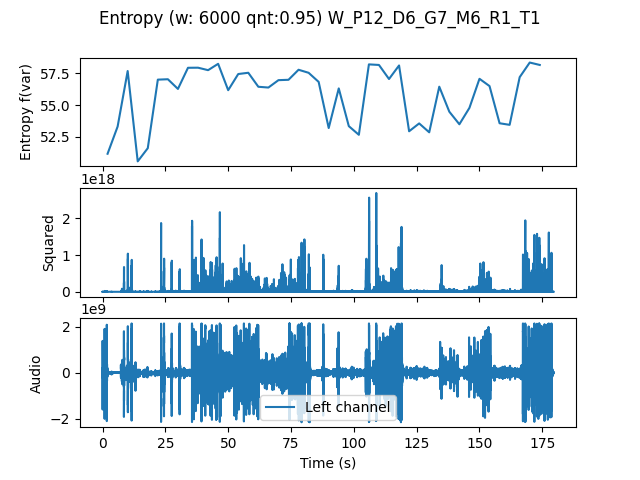 Entropy (w: 6000 qnt:0.95) W_P12_D6_G7_M6_R1_T1
Entropy f(var)
57.5
55.0
52.5
1e18
Squared
2
1
0
1e9
Audio
2
0
−2
Left channel
0 25 50 75 100 125 150 175
Time (s)